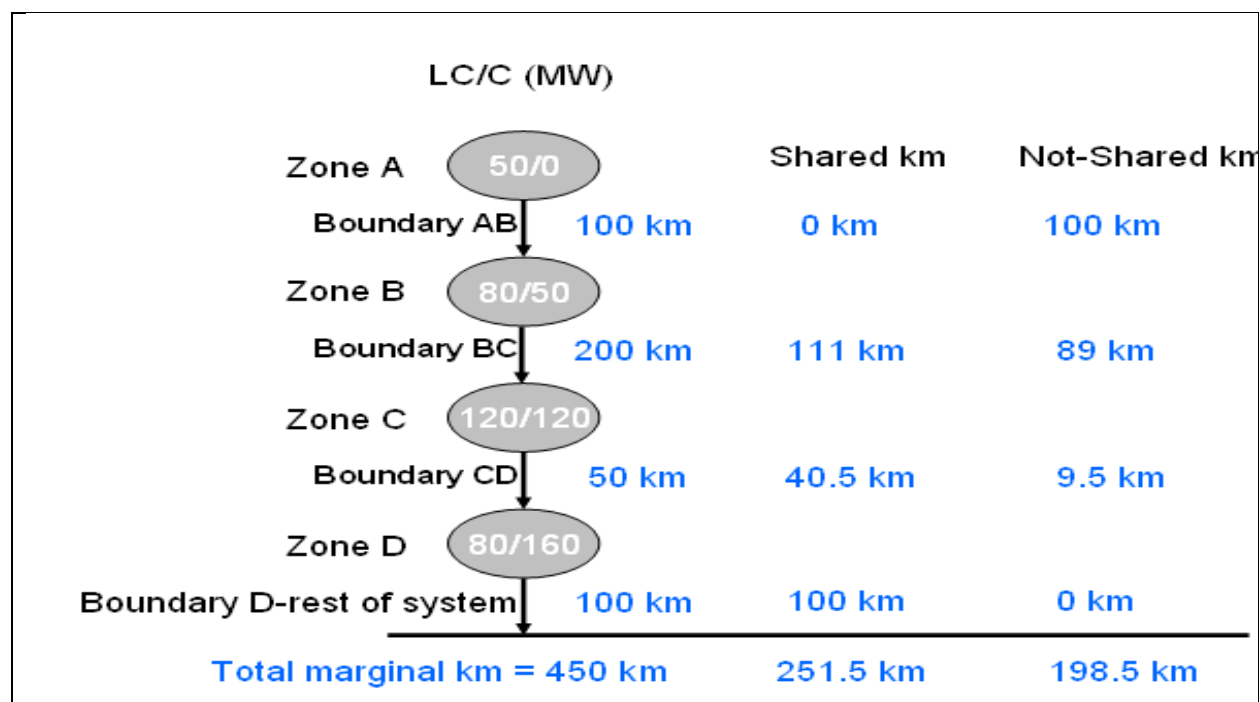 LC/C (MW)
Zone A 50/0 Shared km Not-Shared km
Boundary AB 100 km 0 km 100 km
Zone B 80/50
Boundary BC 200 km 111 km 89 km
Zone C 120/120
Boundary CD 50 km 40.5 km 9.5 km
Zone D 80/160
Boundary D-rest of system 100 km 100 km 0 km
Total marginal km = 450 km 251.5 km 198.5 km